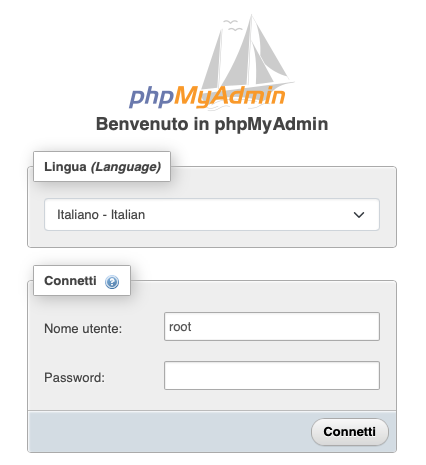 phpMyAdmin
Benvenuto in phpMyAdmin
Lingua (Language)
Italiano - Italian
Connetti
Nome utente:
root
Password:
Connetti